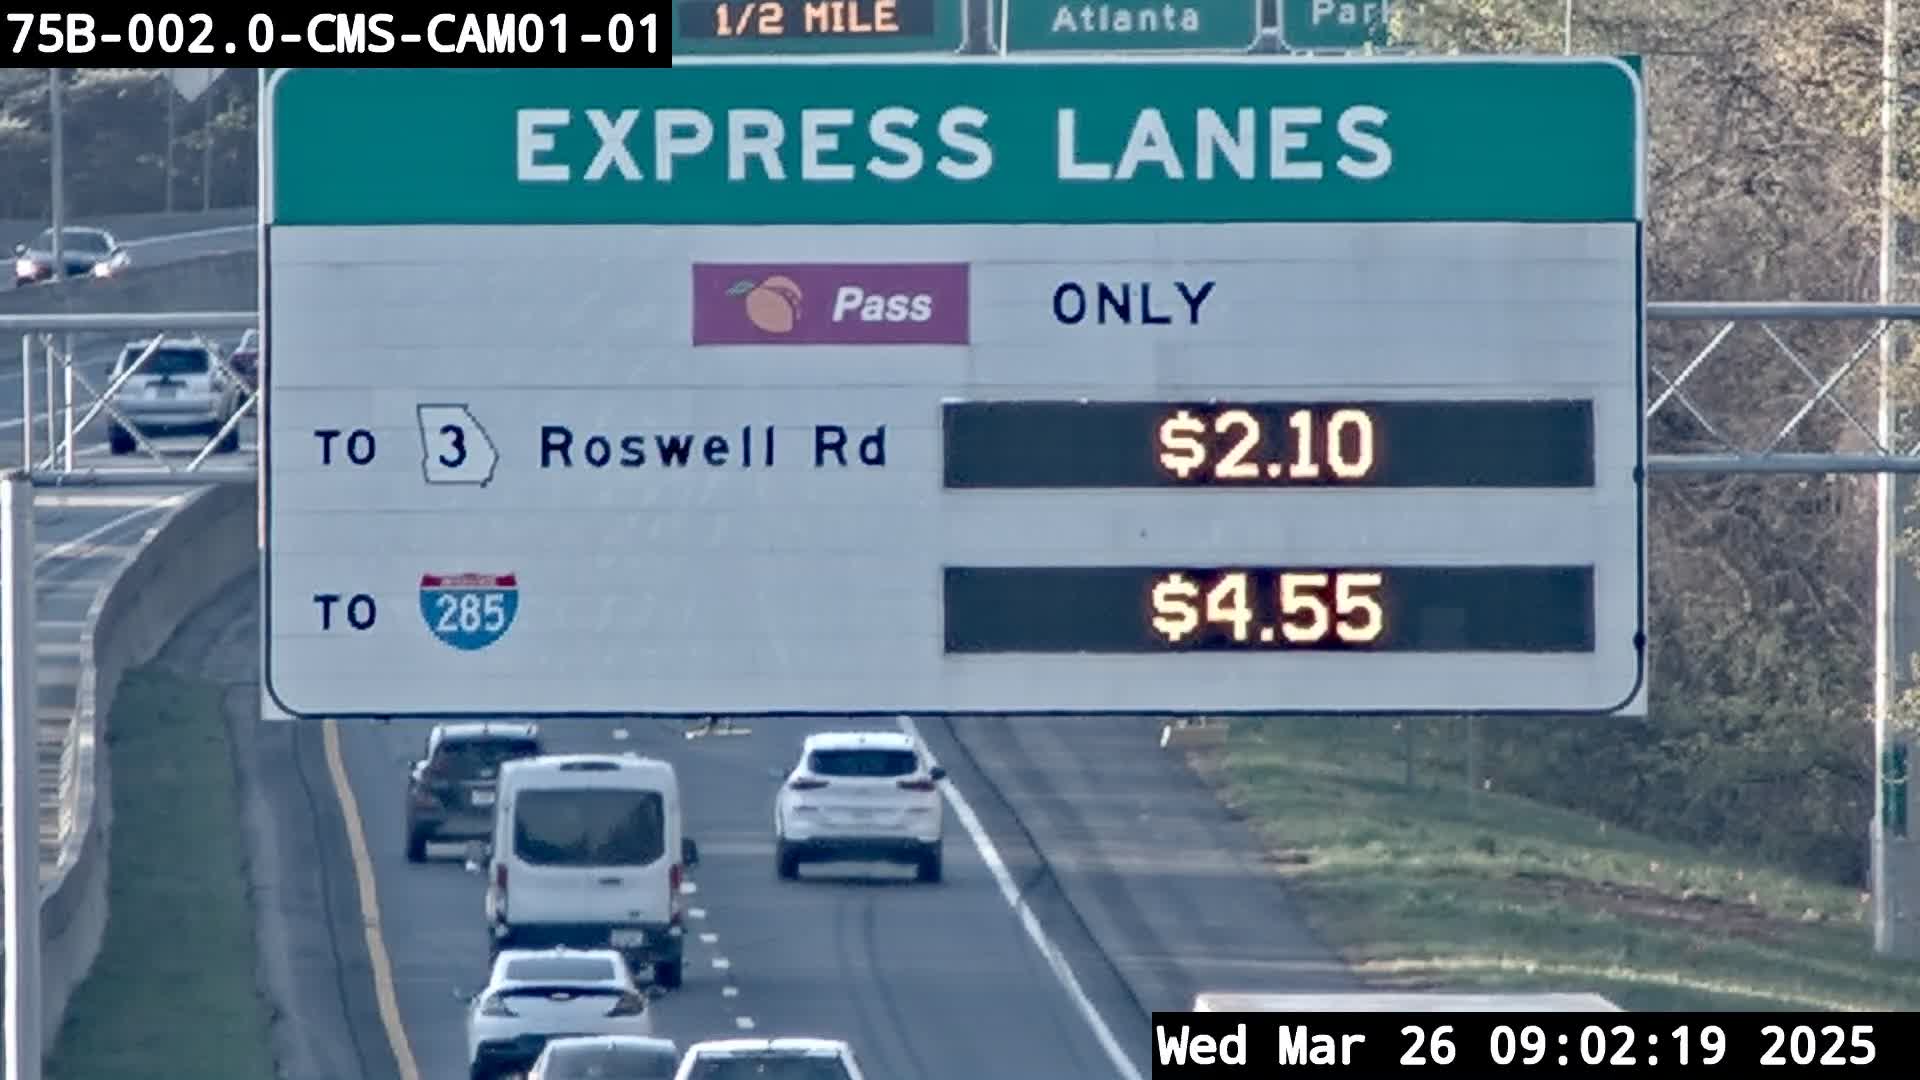 75B-002.0-CMS-CAM01-01
1/2 MILE
Atlanta
EXPRESS LANES
Pass ONLY
TO 3 Roswell Rd $2.10
TO 285 $4.55
Wed Mar 26 09:02:19 2025